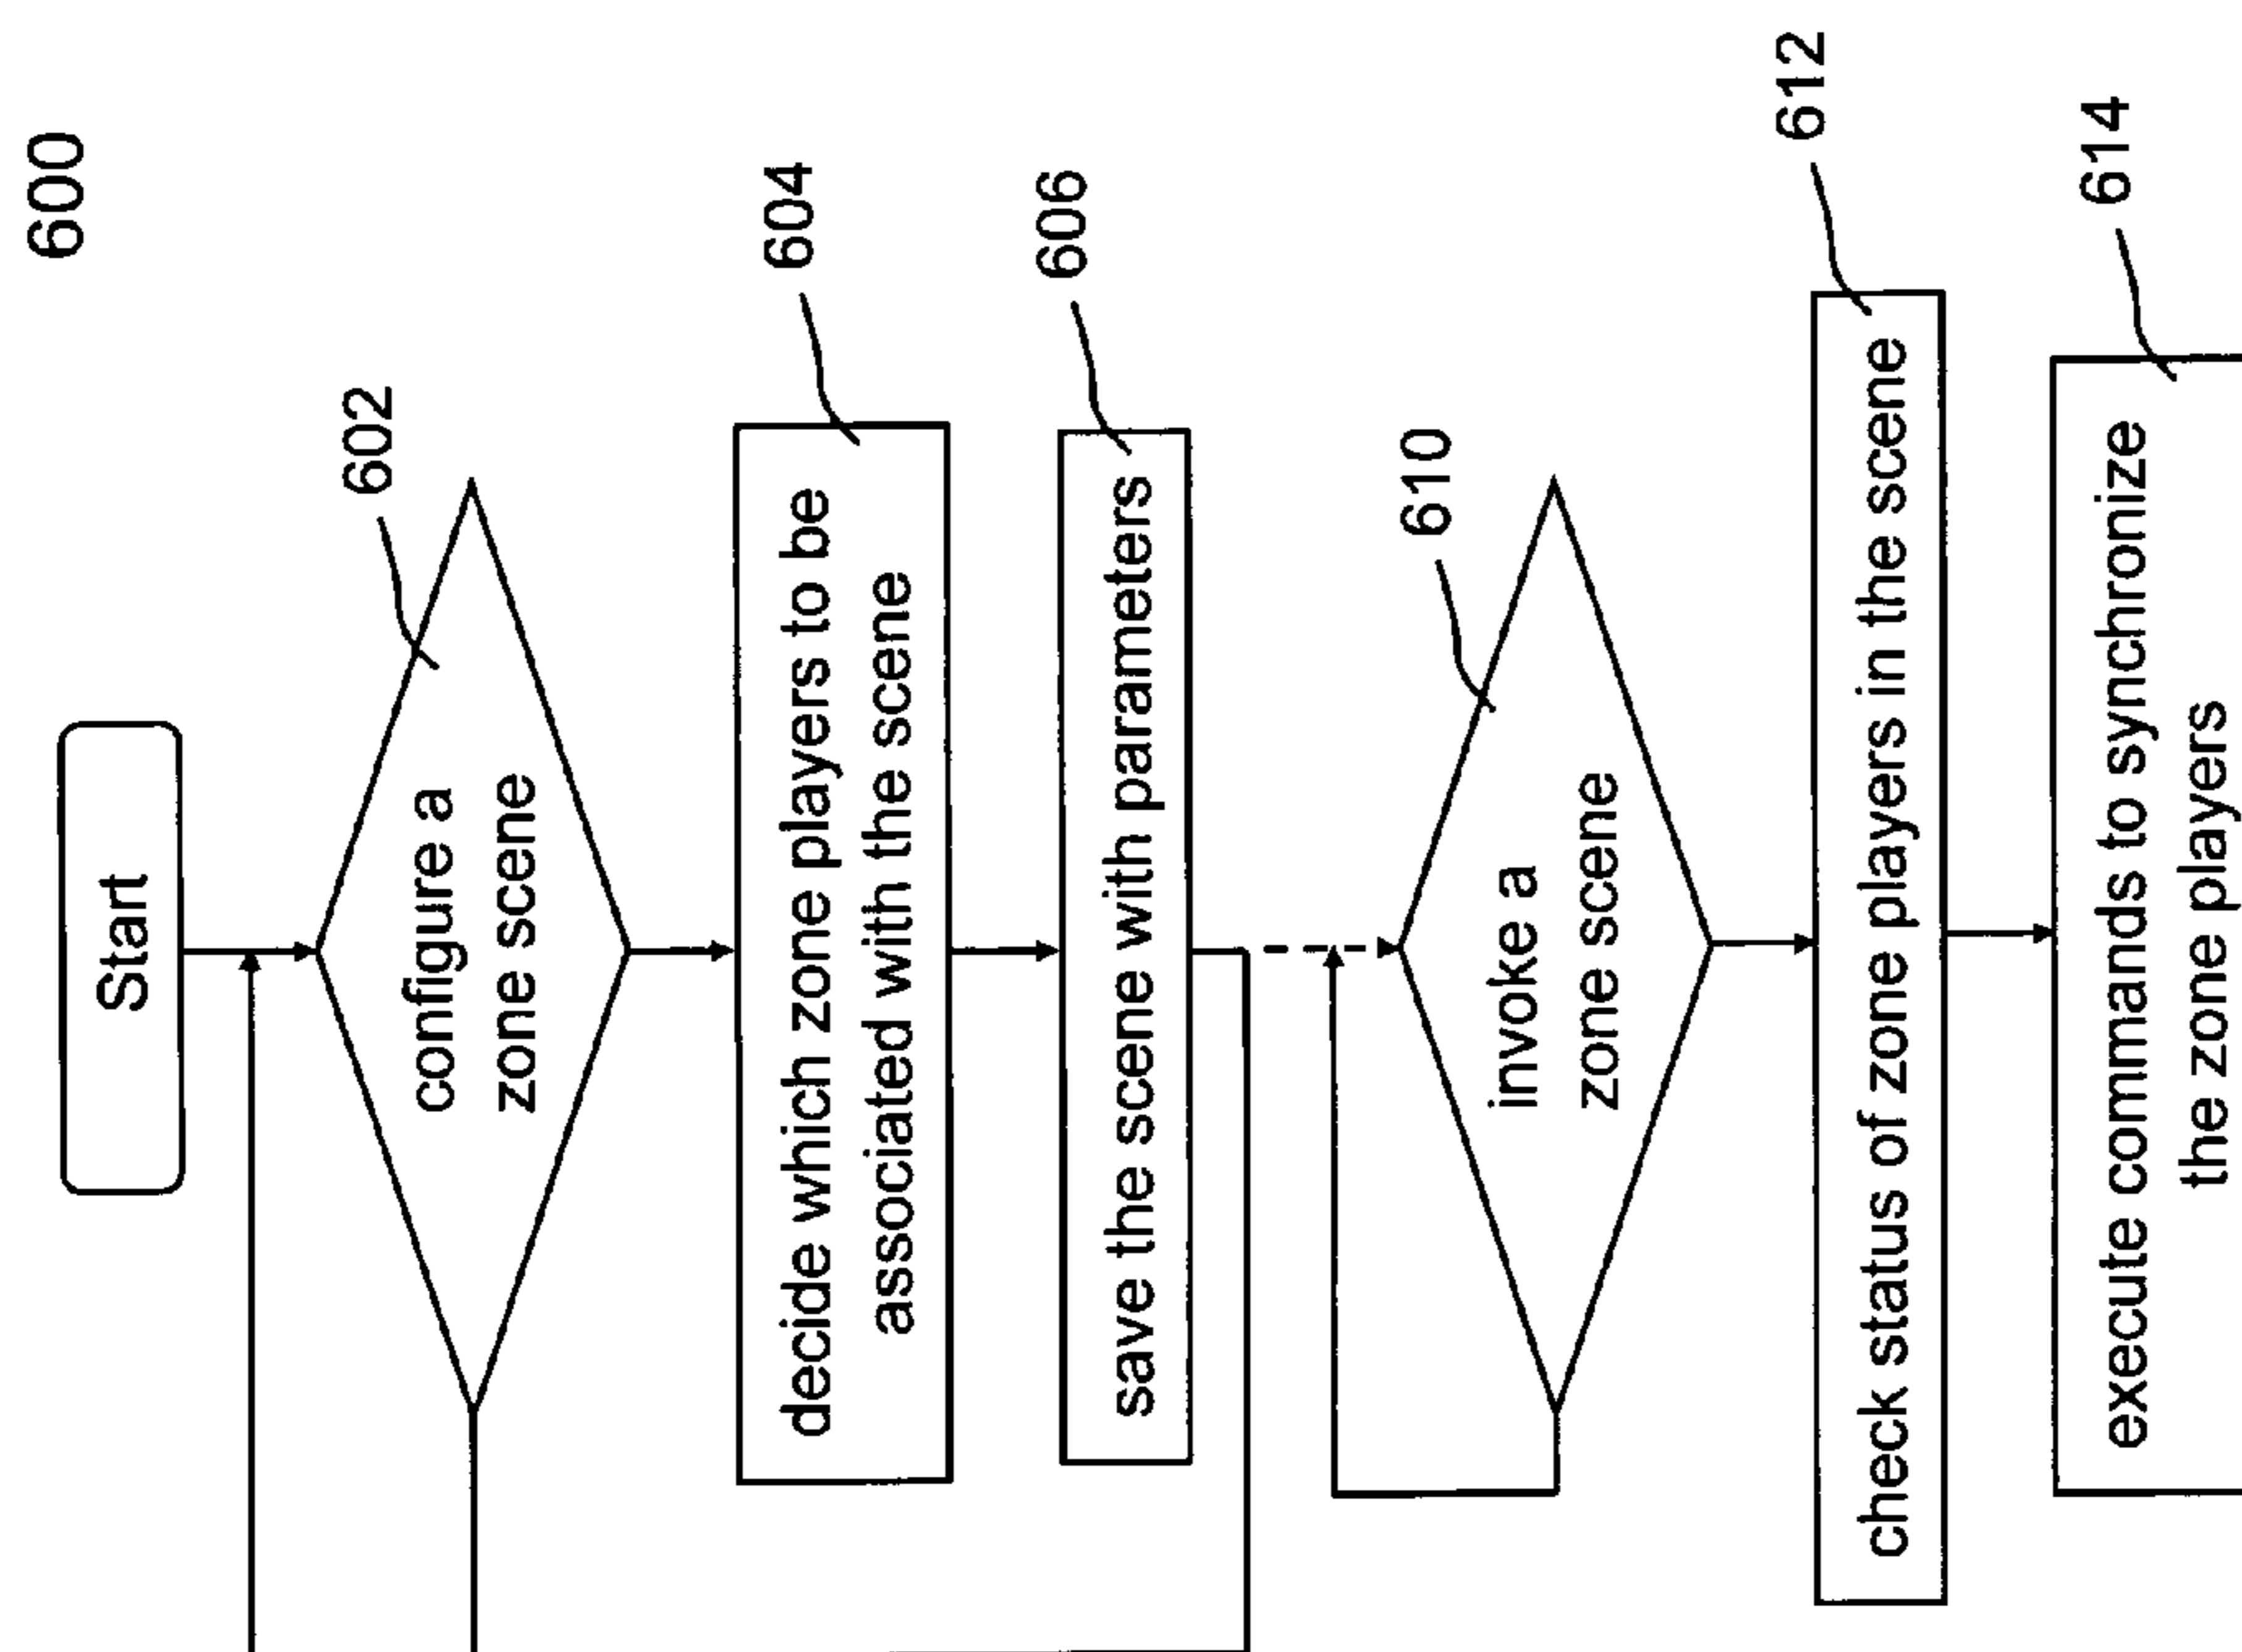 600
Start
602
configure a
zone scene
604
decide which zone players to be
associated with the scene
606
save the scene with parameters
610
invoke a
zone scene
612
check status of zone players in the scene
614
execute commands to synchronize
the zone players